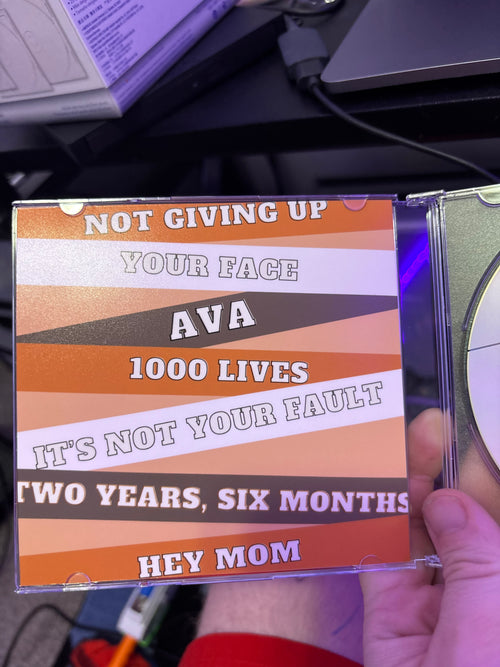 NOT GIVING UP
YOUR FACE
AVA
1000 LIVES
IT'S NOT YOUR FAULT
TWO YEARS, SIX MONTHS
HEY MOM